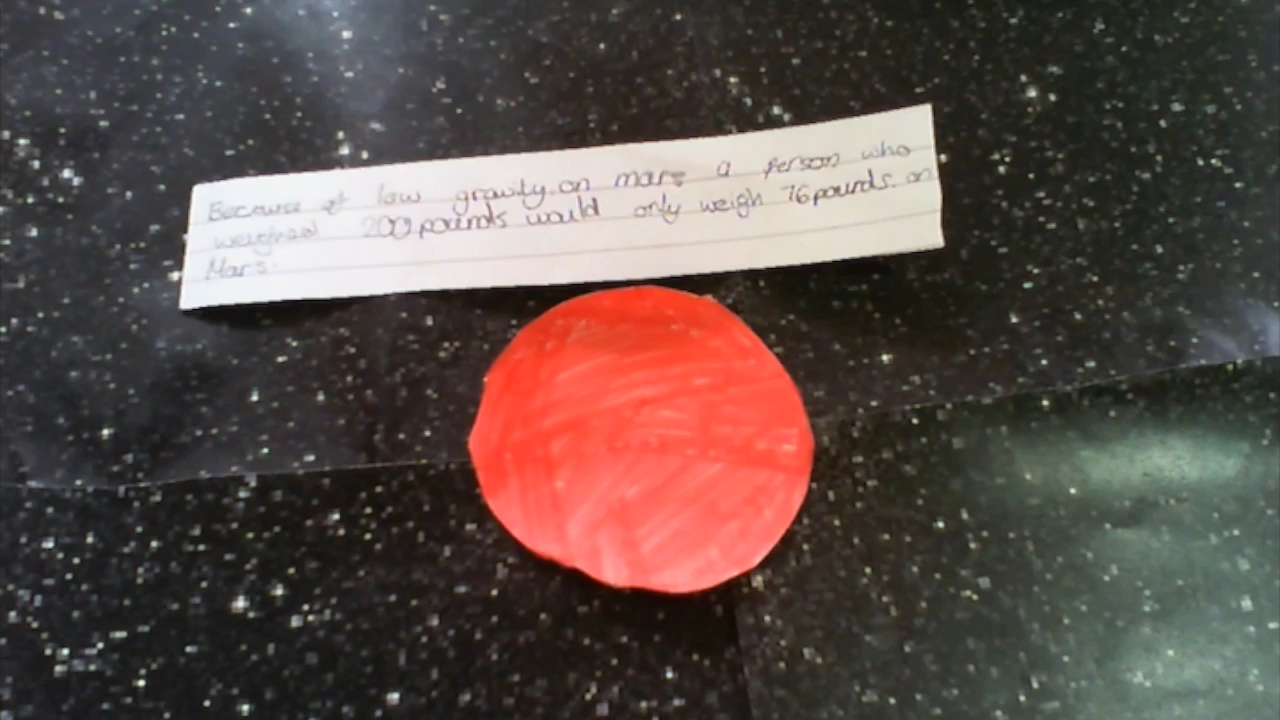 Because of low gravity on mars a person who
weighed 200 pounds would only weigh 76 pounds. on
Mars.